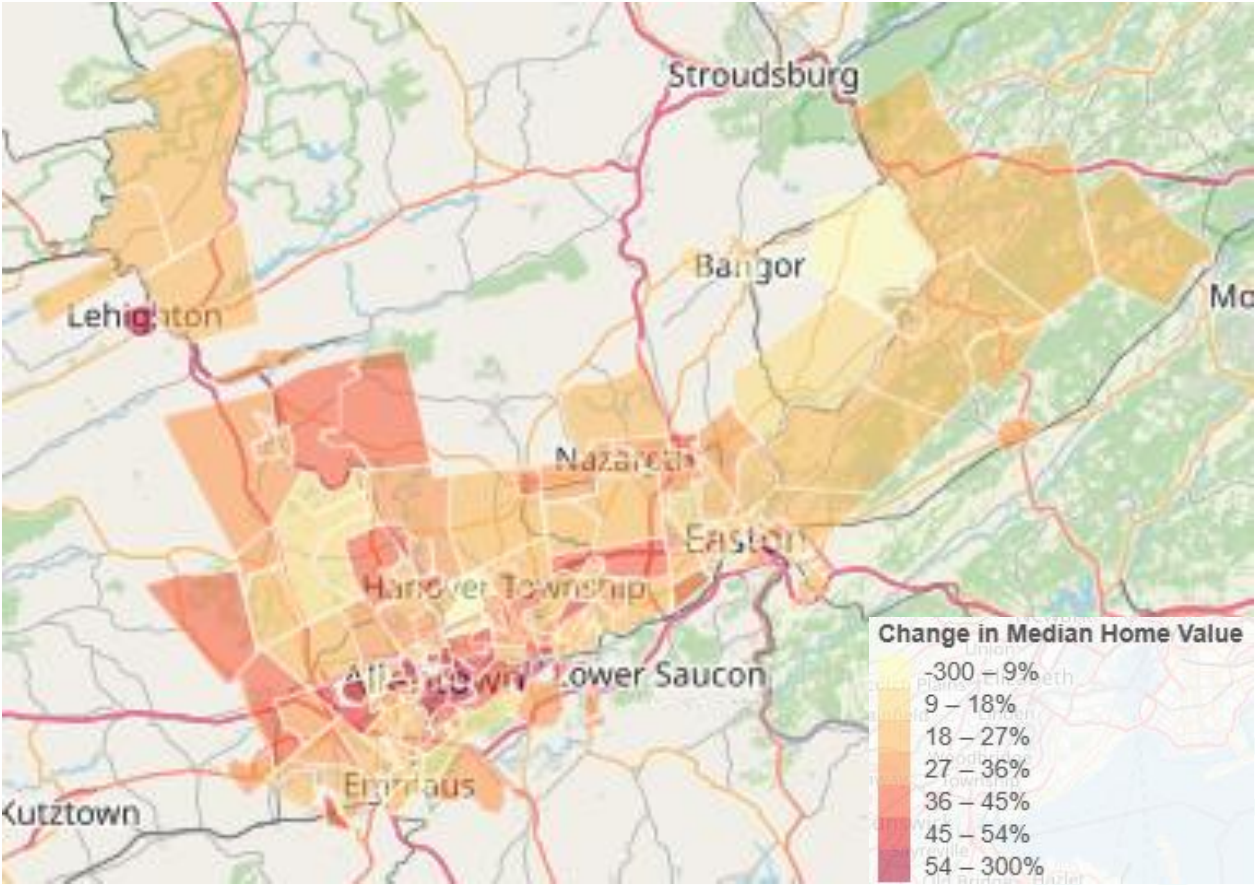 Stroudsburg
Bangor
Mo
Lehighton
Nazareth
Easton
Hanover Township
Allentown
Lower Saucon
Emmaus
Kutztown
Change in Median Home Value
-300 – 9%
9 – 18%
18 – 27%
27 – 36%
36 – 45%
45 – 54%
54 – 300%